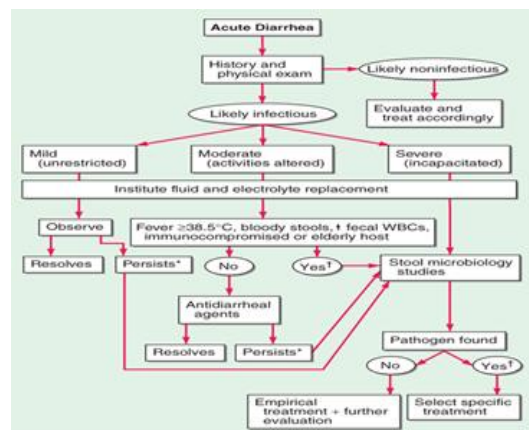 Acute Diarrhea
History and
physical exam
Likely noninfectious
Likely infectious
Evaluate and
treat accordingly
Mild
(unrestricted)
Moderate
(activities altered)
Severe
(incapacitated)
Institute fluid and electrolyte replacement
Observe
Fever ≥38.5°C, bloody stools, ↑ fecal WBCs,
immunocompromised or elderly host
Resolves
Persists*
No
Yes†
Stool microbiology
studies
Antidiarrheal
agents
Resolves
Persists*
Pathogen found
No
Yes†
Empirical
treatment + further
evaluation
Select specific
treatment